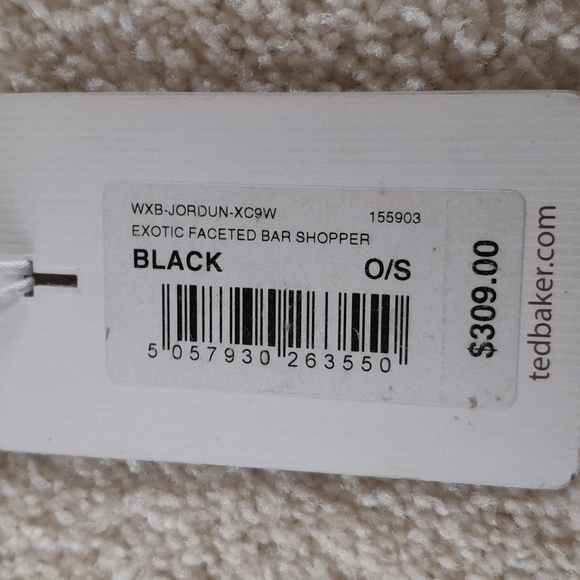 WXB-JORDUN-XC9W 155903
EXOTIC FACETED BAR SHOPPER
BLACK O/S
5 057930 263550
$309.00
tedbaker.com